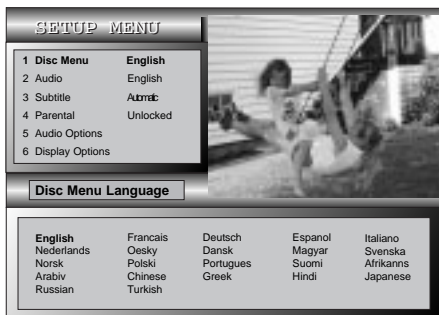 SETUP MENU
1 Disc Menu English
2 Audio English
3 Subtitle Automatic
4 Parental Unlocked
5 Audio Options
6 Display Options
Disc Menu Language
English Francais Deutsch Espanol Italiano
Nederlands Oesky Dansk Magyar Svenska
Norsk Polski Portugues Suomi Afrikanns
Arabiv Chinese Greek Hindi Japanese
Russian Turkish